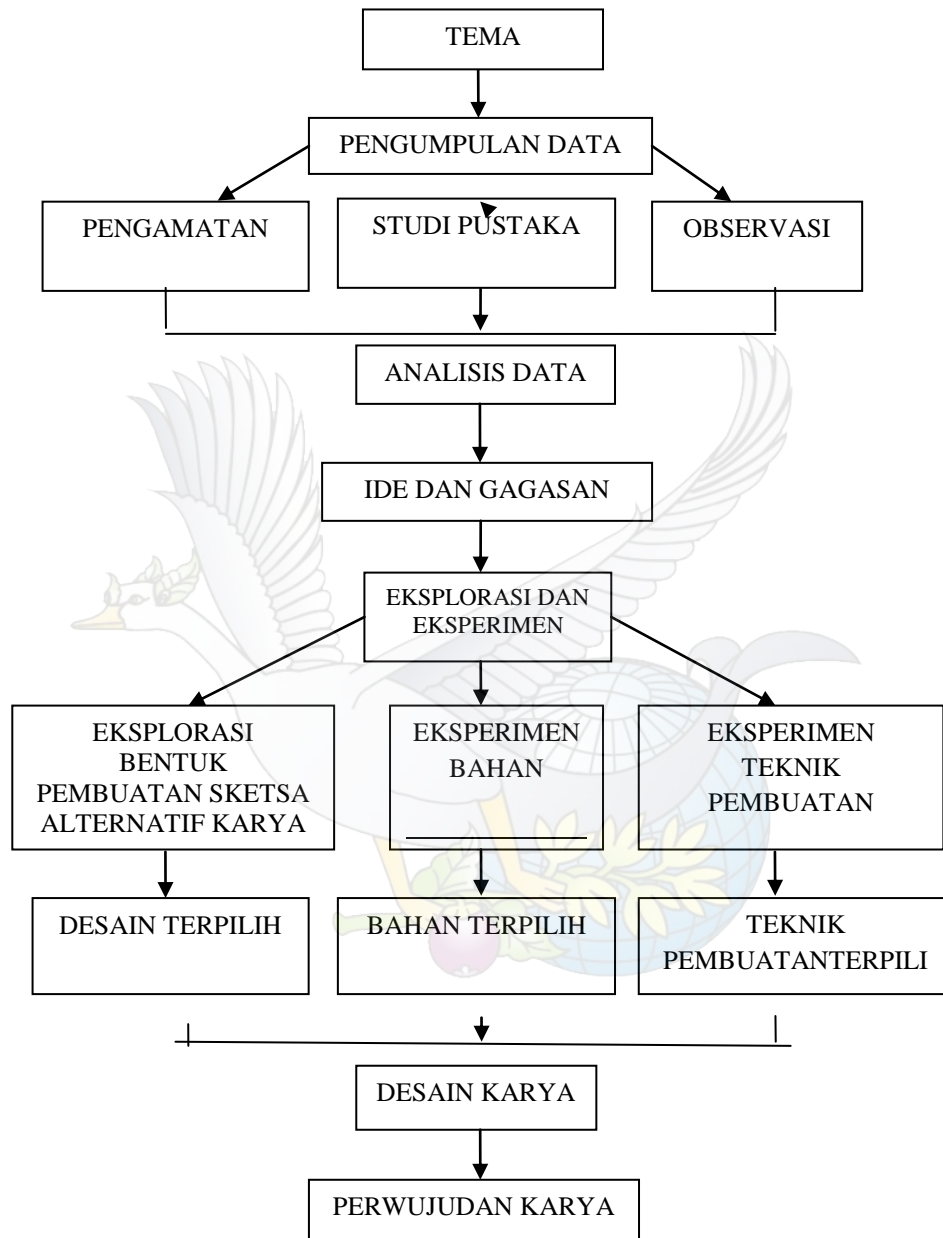 TEMA
PENGUMPULAN DATA
PENGAMATAN
STUDI PUSTAKA
OBSERVASI
ANALISIS DATA
IDE DAN GAGASAN
EKSPLORASI DAN
EKSPERIMEN
EKSPLORASI
BENTUK
PEMBUATAN SKETSA
ALTERNATIF KARYA
EKSPERIMEN
BAHAN
EKSPERIMEN
TEKNIK
PEMBUATAN
DESAIN TERPILIH
BAHAN TERPILIH
TEKNIK
PEMBUATANTERPILI
DESAIN KARYA
PERWUJUDAN KARYA